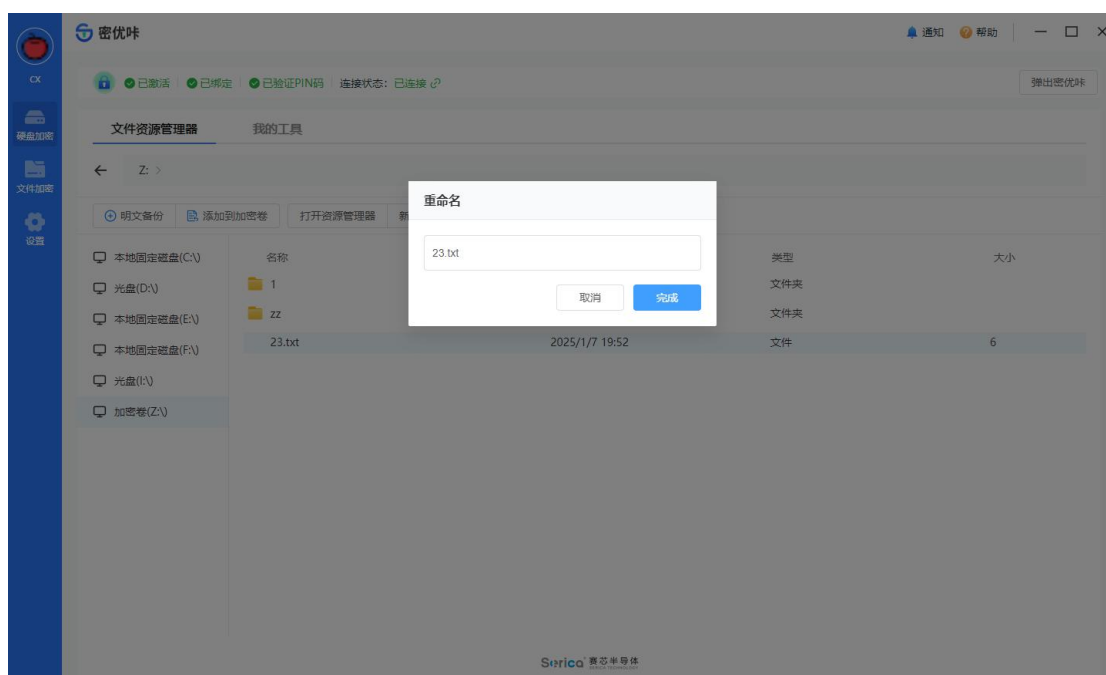 密优咔
通知
帮助
CX
已激活
已绑定
已验证PIN码
连接状态：已连接
弹出密优咔
硬盘加密
文件加密
设置
文件资源管理器
我的工具
Z: >
明文备份
添加到加密卷
打开资源管理器
新
重命名
23.txt
取消
完成
本地固定磁盘(C:\)
光盘(D:\)
本地固定磁盘(E:\)
本地固定磁盘(F:\)
光盘(I:\)
加密卷(Z:\)
名称
类型
大小
1
文件夹
zz
文件夹
23.txt
2025/1/7 19:52
文件
6
Serica 赛芯半导体